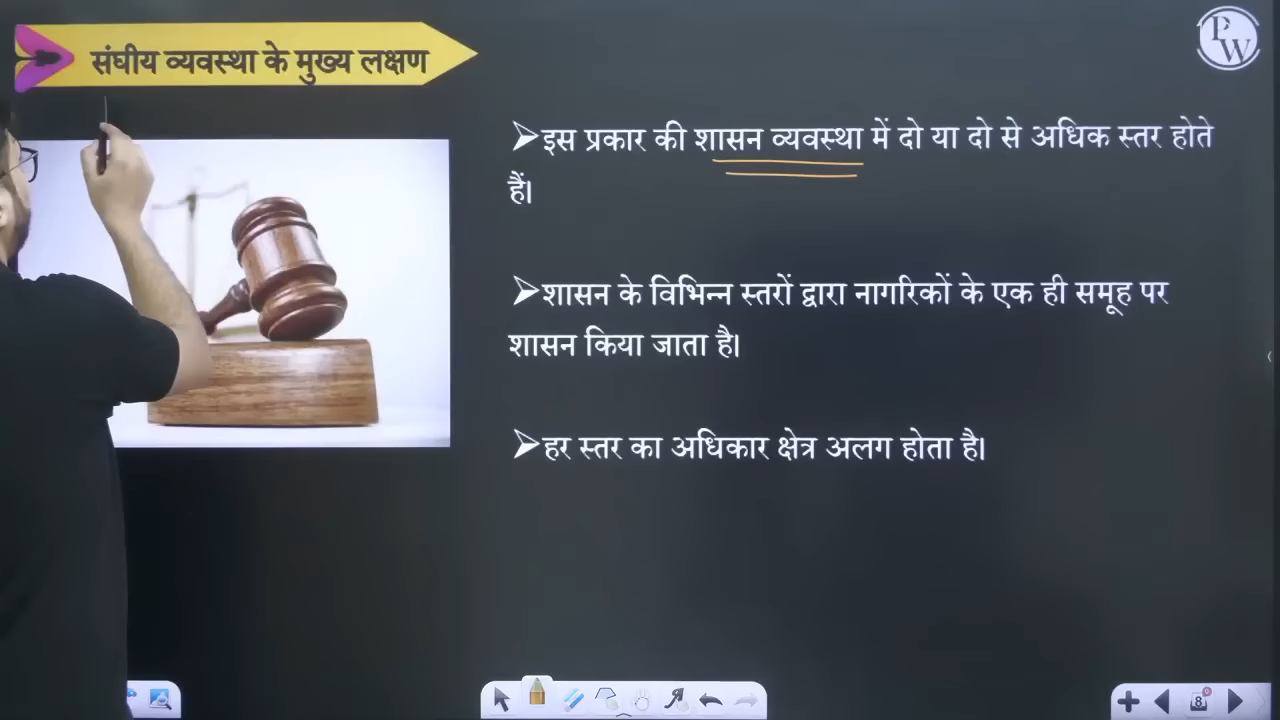 संघीय व्यवस्था के मुख्य लक्षण
PW
➢इस प्रकार की शासन व्यवस्था में दो या दो से अधिक स्तर होते
हैं।
➢शासन के विभिन्न स्तरों द्वारा नागरिकों के एक ही समूह पर
शासन किया जाता है।
➢हर स्तर का अधिकार क्षेत्र अलग होता है।
8